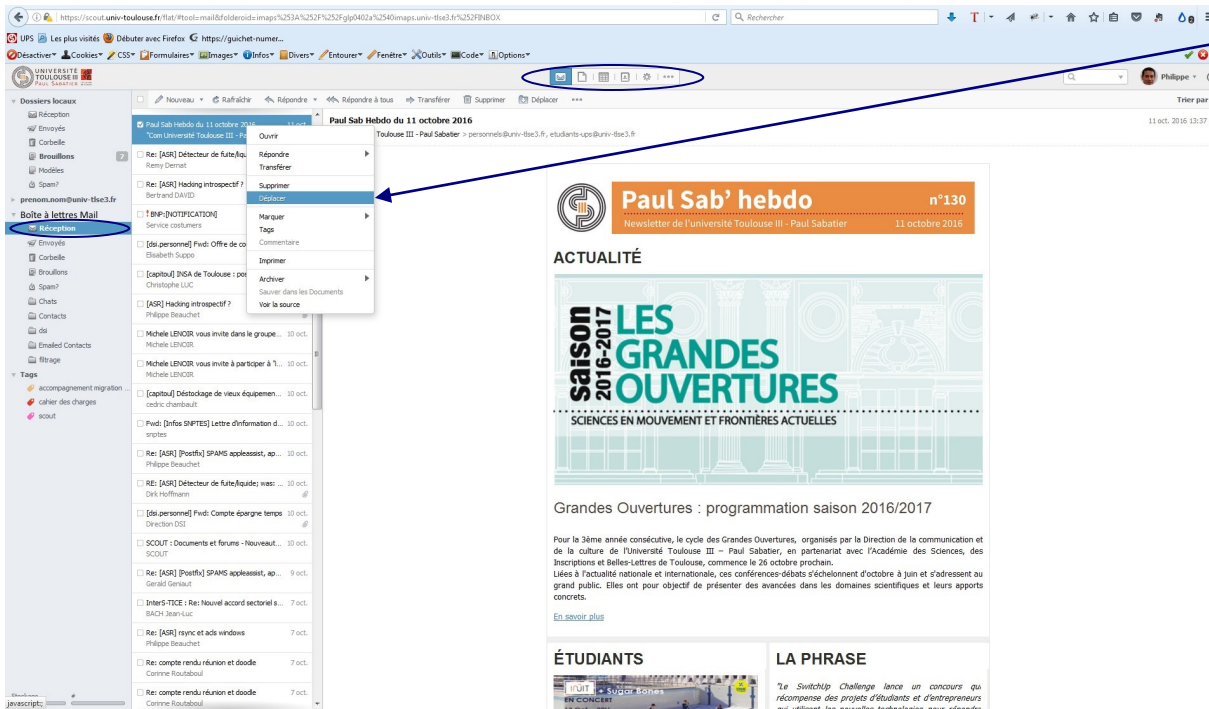 https://scout.univ-toulouse.fr/flat/#tool=mail&folderoid=imaps%253A%252F%252Fglp0402a%2540imaps.univ-tlse3.fr%252FINBOX
Rechercher
UPS Les plus visités Débuter avec Firefox https://guichet-numer...
Désactiver Cookies CSS Formulaires Images Infos Divers Entourer Fenêtre Outils Code Options
UNIVERSITÉ
TOULOUSE III
PAUL SABATIER
Philippe
Nouveau Rafraîchir Répondre Répondre à tous Transférer Supprimer Déplacer
Trier par
Dossiers locaux
Réception
Envoyés
Corbeille
Brouillons 7
Modèles
Spam?
prenom.nom@univ-tlse3.fr
Boîte à lettres Mail
Réception
Envoyés
Corbeille
Brouillons
Spam?
Chats
Contacts
dsi
Emailed Contacts
filtrage
Tags
accompagnement migration ...
cahier des charges
scout
javascript:;
Paul Sab Hebdo du 11 octobre 2016 11 oct.
"Com Université Toulouse III - Pa
Re: [ASR] Détecteur de fuite/liqu
Remy Dernat
Re: [ASR] Hacking introspectif ?
Bertrand DAVID
! BNP:[NOTIFICATION]
Service costumers
[dsi.personnel] Fwd: Offre de co
Elisabeth Suppo
[capitoul] INSA de Toulouse : pos
Christophe LUC
[ASR] Hacking introspectif ?
Philippe Beauchet
Michele LENOIR vous invite dans le groupe... 10 oct.
Michele LENOIR
Michele LENOIR vous invite à participer à "l... 10 oct.
Michele LENOIR
[capitoul] Déstockage de vieux équipemen... 10 oct.
cedric chambault
Fwd: [Infos SNPTES] Lettre d'information d... 10 oct.
snptes
Re: [ASR] [Postfix] SPAMS appleassist, ap... 10 oct.
Philippe Beauchet
RE: [ASR] Détecteur de fuite/liquide; was: ... 10 oct.
Dirk Hoffmann
[dsi.personnel] Fwd: Compte épargne temps 10 oct.
Direction DSI
SCOUT : Documents et forums - Nouveaut... 10 oct.
SCOUT
Re: [ASR] [Postfix] SPAMS appleassist, ap... 9 oct.
Gerald Geniaut
InterS-TICE : Re: Nouvel accord sectoriel s... 7 oct.
BACH Jean-Luc
Re: [ASR] rsync et acls windows 7 oct.
Philippe Beauchet
Re: compte rendu réunion et doodle 7 oct.
Corinne Routaboul
Re: compte rendu réunion et doodle 7 oct.
Corinne Routaboul
Ouvrir
Répondre
Transférer
Supprimer
Déplacer
Marquer
Tags
Commentaire
Imprimer
Archiver
Sauver dans les Documents
Voir la source
Paul Sab Hebdo du 11 octobre 2016
11 oct. 2016 13:37
Toulouse III - Paul Sabatier > personnels@univ-tlse3.fr, etudiants-ups@univ-tlse3.fr
Paul Sab' hebdo n°130
Newsletter de l'université Toulouse III - Paul Sabatier 11 octobre 2016
ACTUALITÉ
saison
2016-2017
LES
GRANDES
OUVERTURES
SCIENCES EN MOUVEMENT ET FRONTIÈRES ACTUELLES
Grandes Ouvertures : programmation saison 2016/2017
Pour la 3ème année consécutive, le cycle des Grandes Ouvertures, organisés par la Direction de la communication et
de la culture de l'Université Toulouse III – Paul Sabatier, en partenariat avec l'Académie des Sciences, des
Inscriptions et Belles-Lettres de Toulouse, commence le 26 octobre prochain.
Liées à l'actualité nationale et internationale, ces conférences-débats s'échelonnent d'octobre à juin et s'adressent au
grand public. Elles ont pour objectif de présenter des avancées dans les domaines scientifiques et leurs apports
concrets.
En savoir plus
ÉTUDIANTS
INUIT + Sugar Bones
EN CONCERT
LA PHRASE
"Le SwitchUp Challenge lance un concours qui
récompense des projets d'étudiants et d'entrepreneurs
qui utilisent les nouvelles technologies pour répondre